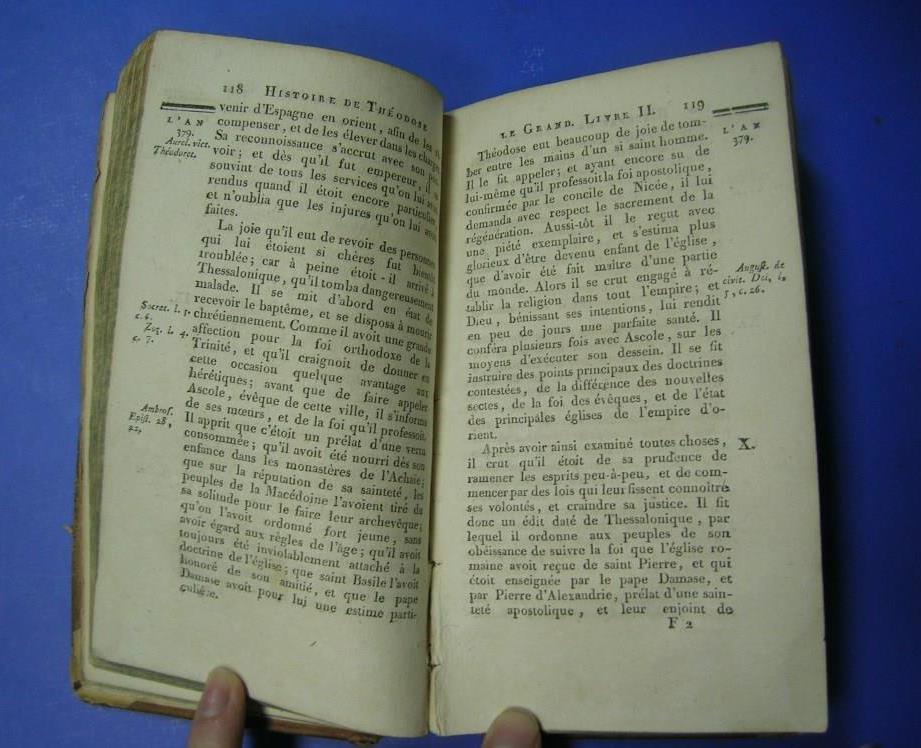 118 HISTOIRE DE THÉODOSE
L'AN
379.
Aurel. vict.
Théodoret.
venir d'Espagne en orient, afin de les
compenser, et de les élever dans les
Sa reconnoissance s'accrut avec son
voir; et dès qu'il fut empereur, il
souvint de tous les services qu'on lui
rendus quand il étoit encore particulier,
et n'oublia que les injures qu'on lui
faites.
La joie qu'il eut de revoir des personnes
qui lui étoient si chères fut bientôt
troublée; car à peine étoit-il arrivé à
Thessalonique, qu'il tomba dangereusement
malade. Il se mit d'abord en état de
recevoir le baptême, et se disposa à mourir
chrétiennement. Comme il avoit une grande
affection pour la foi orthodoxe de la
Trinité, et qu'il craignoit de donner en
cette occasion quelque avantage aux
hérétiques; avant que de faire appeler
Ascole, évêque de cette ville, il s'informa
de ses mœurs, et de la foi qu'il professoit.
Il apprit que c'étoit un prélat d'une vertu
consommée; qu'il avoit été nourri dès son
enfance dans les monastères de l'Achaïe;
que sur la réputation de sa sainteté, les
peuples de la Macédoine l'avoient tiré de
sa solitude pour le faire leur archevêque;
qu'on l'avoit ordonné fort jeune, sans
avoir égard aux règles de l'âge; qu'il avoit
toujours été inviolablement attaché à la
doctrine de l'église; que saint Basile l'avoit
honoré de son amitié, et que le pape
Damase avoit pour lui une estime parti-
culière.
Socrat. l. 5.
c. 6.
Zoz. l. 4.
c. 7.
Ambros.
Epist. 28,
LE GRAND. LIVRE II. 119
L'AN
379.
Théodose eut beaucoup de joie de tom-
ber entre les mains d'un si saint homme.
Il le fit appeler; et ayant encore su de
lui-même qu'il professoit la foi apostolique,
confirmée par le concile de Nicée, il lui
demanda avec respect le sacrement de la
régénération. Aussi-tôt il le reçut avec
une piété exemplaire, et s'estima plus
glorieux d'être devenu enfant de l'église,
que d'avoir été fait maître d'une partie
du monde. Alors il se crut engagé à ré-
tablir la religion dans tout l'empire; et
Dieu, bénissant ses intentions, lui rendit
en peu de jours une parfaite santé. Il
conféra plusieurs fois avec Ascole, sur les
moyens d'exécuter son dessein. Il se fit
instruire des points principaux des doctrines
contestées, de la différence des nouvelles
sectes, de la foi des évêques, et de l'état
des principales églises de l'empire d'o-
rient.
August. de
civit. Dei, l.
5, c. 26.
Après avoir ainsi examiné toutes choses,
il crut qu'il étoit de sa prudence de
ramener les esprits peu-à-peu, et de com-
mencer par des lois qui leur fissent connoître
ses volontés, et craindre sa justice. Il fit
donc un édit daté de Thessalonique, par
lequel il ordonne aux peuples de son
obéissance de suivre la foi que l'église ro-
maine avoit reçue de saint Pierre, et qui
étoit enseignée par le pape Damase, et
par Pierre d'Alexandrie, prélat d'une sain-
teté apostolique, et leur enjoint de
X.
F 2